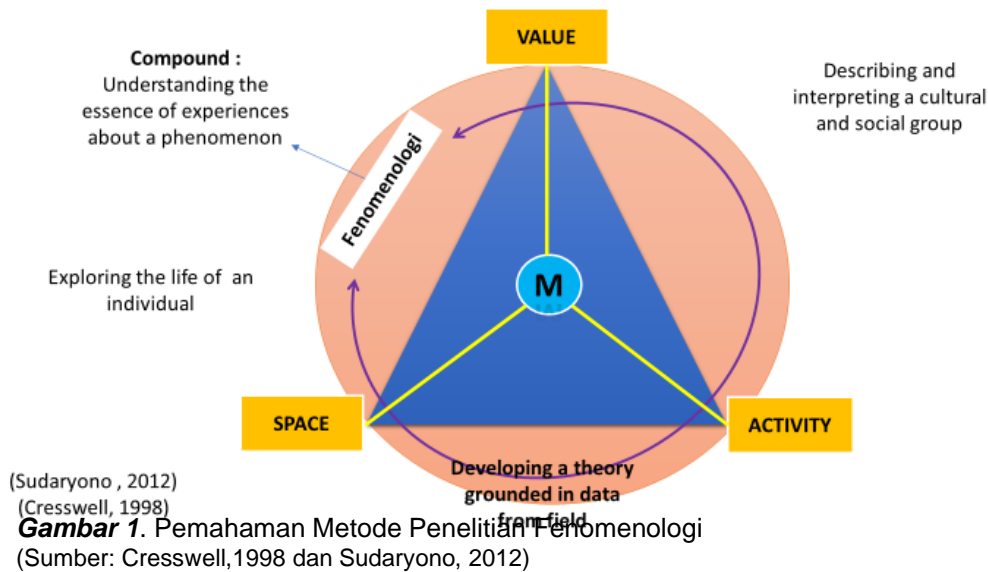 VALUE
Compound :
Understanding the
essence of experiences
about a phenomenon
Describing and
interpreting a cultural
and social group
Fenomenologi
Exploring the life of an
individual
M
SPACE
ACTIVITY
Developing a theory
grounded in data
from field
(Sudaryono , 2012)
(Cresswell, 1998)
Gambar 1. Pemahaman Metode Penelitian Fenomenologi
(Sumber: Cresswell,1998 dan Sudaryono, 2012)